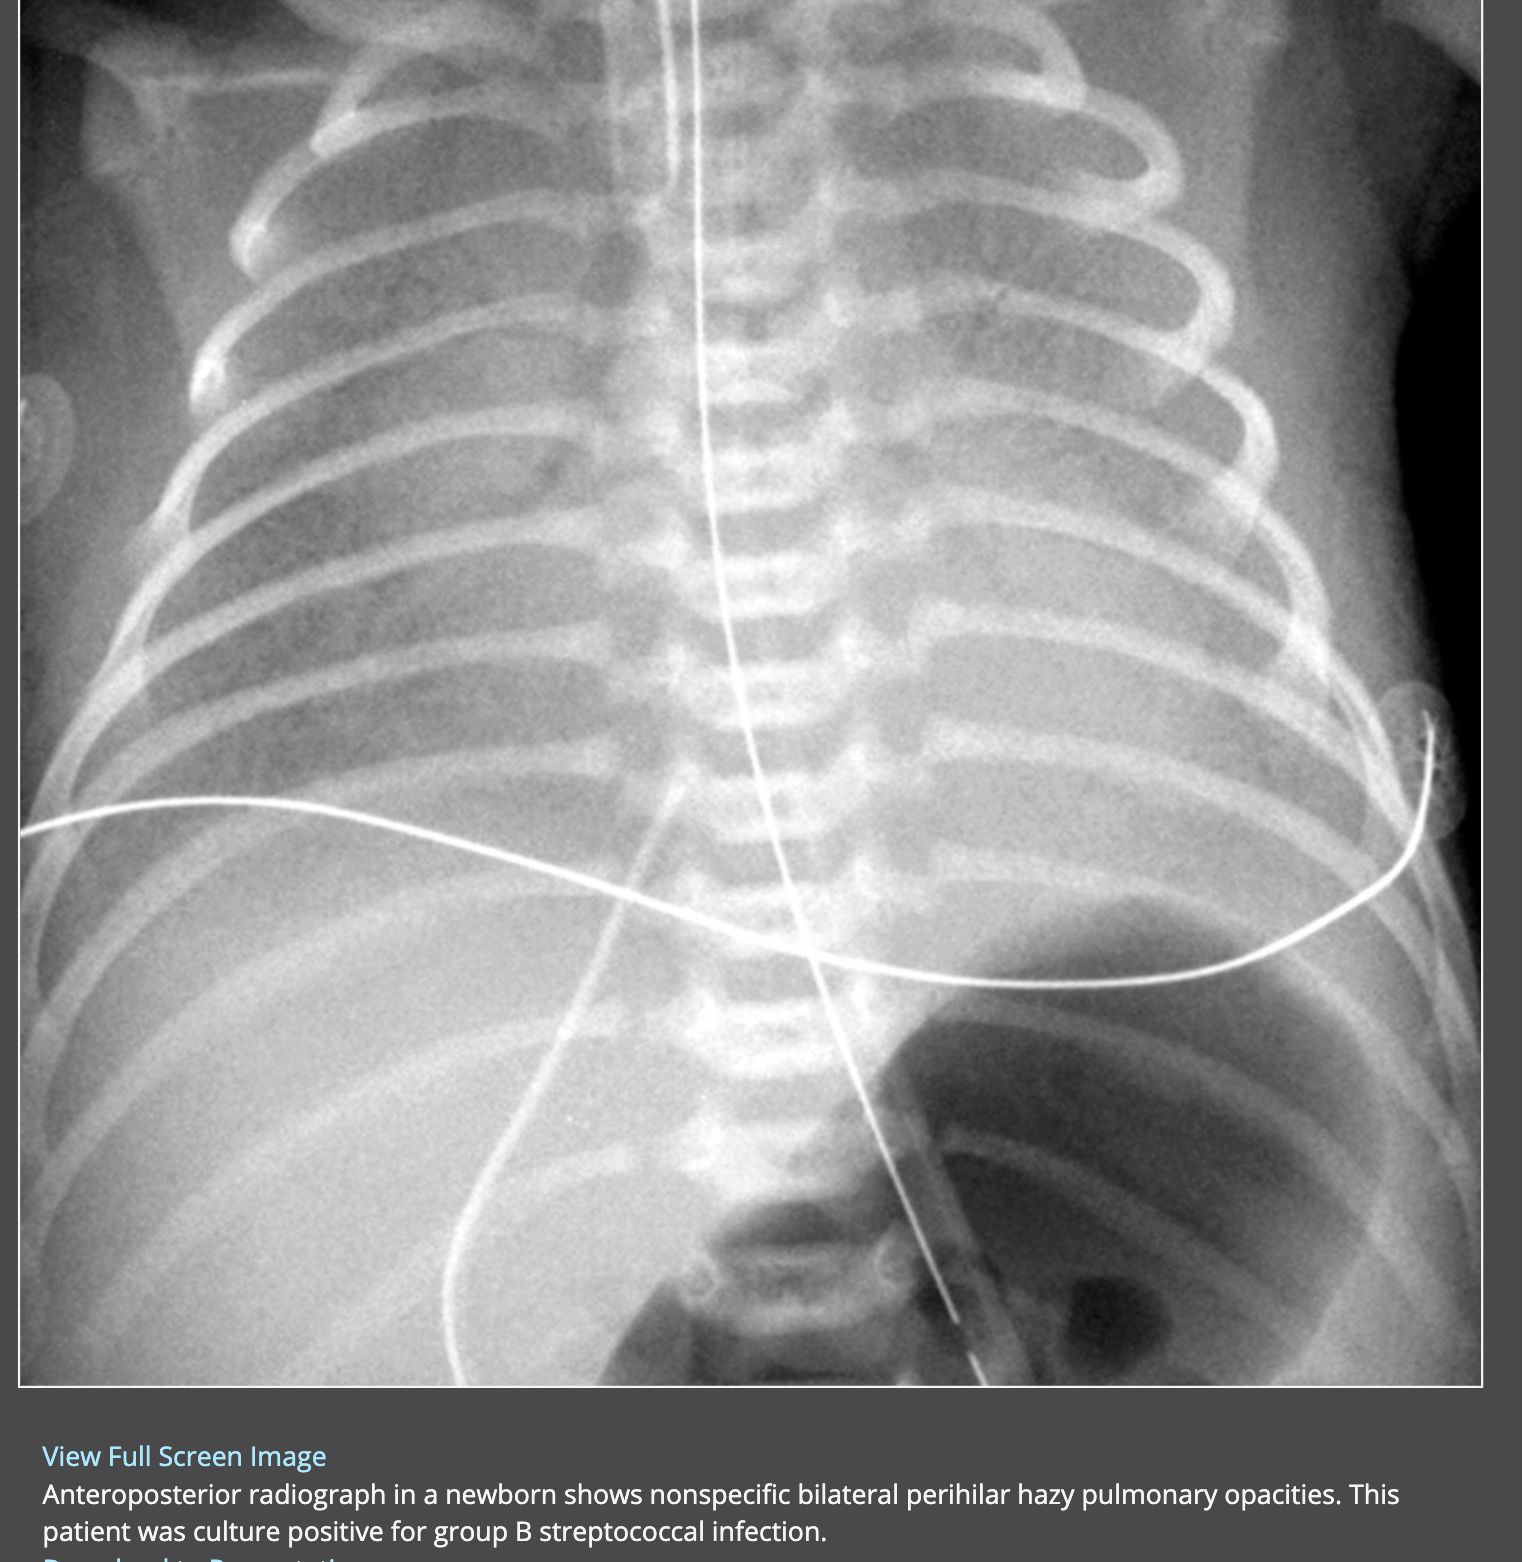 View Full Screen Image
Anteroposterior radiograph in a newborn shows nonspecific bilateral perihilar hazy pulmonary opacities. This
patient was culture positive for group B streptococcal infection.